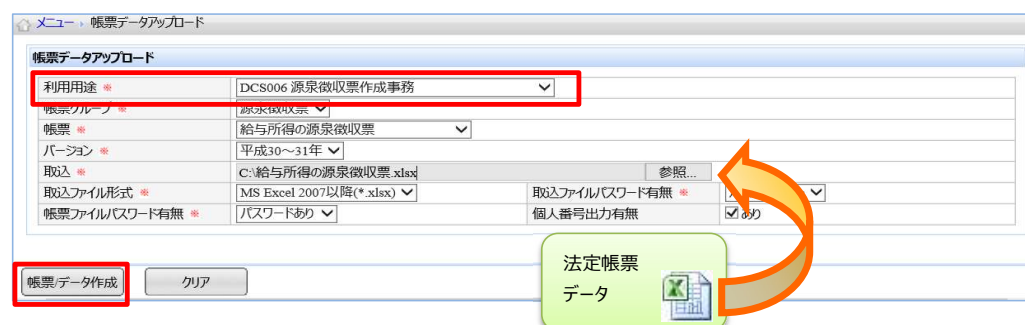 メニュー › 帳票データアップロード
帳票データアップロード
利用用途 ※ DCS006 源泉徴収票作成事務
帳票グループ ※ 源泉徴収票
帳票 ※ 給与所得の源泉徴収票
バージョン ※ 平成30～31年
取込 ※ C:\給与所得の源泉徴収票.xlsx 参照...
取込ファイル形式 ※ MS Excel 2007以降(*.xlsx) 取込ファイルパスワード有無 ※
帳票ファイルパスワード有無 ※ パスワードあり 個人番号出力有無 あり
帳票/データ作成 クリア
法定帳票
データ